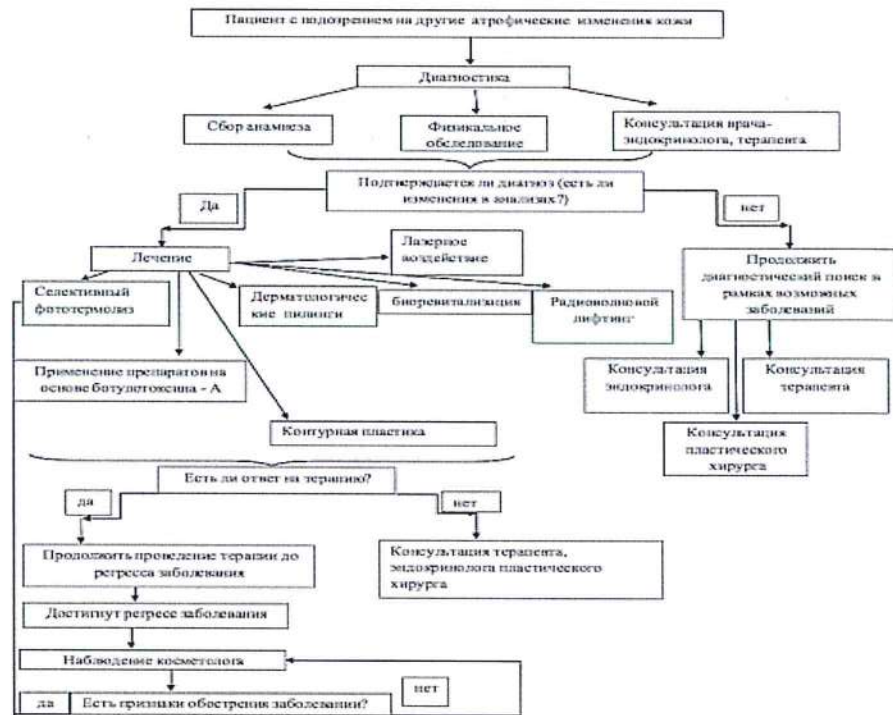 Пациент с подозрением на другие атрофические изменения кожи
Диагностика
Сбор анамнеза
Физикальное
обследование
Консультация врача-
эндокринолога, терапевта
Подтверждается ли диагноз (есть ли
изменения в анализах?)
Да
нет
Лечение
Лазерное
воздействие
Продолжить
диагностический поиск в
рамках возможных
заболеваний
Селективный
фототермолиз
Дерматологичес
кие пилинги
биоревитализация
Радиоволновой
лифтинг
Применение препаратов на
основе ботулотоксина - А
Консультация
эндокринолога
Консультация
терапевта
Контурная пластика
Консультация
пластического
хирурга
Есть ли ответ на терапию?
да
нет
Продолжить проведение терапии до
регресса заболевания
Консультация терапевта,
эндокринолога пластического
хирурга
Достигнут регресс заболевания
Наблюдение косметолога
нет
да
Есть признаки обострения заболевании?